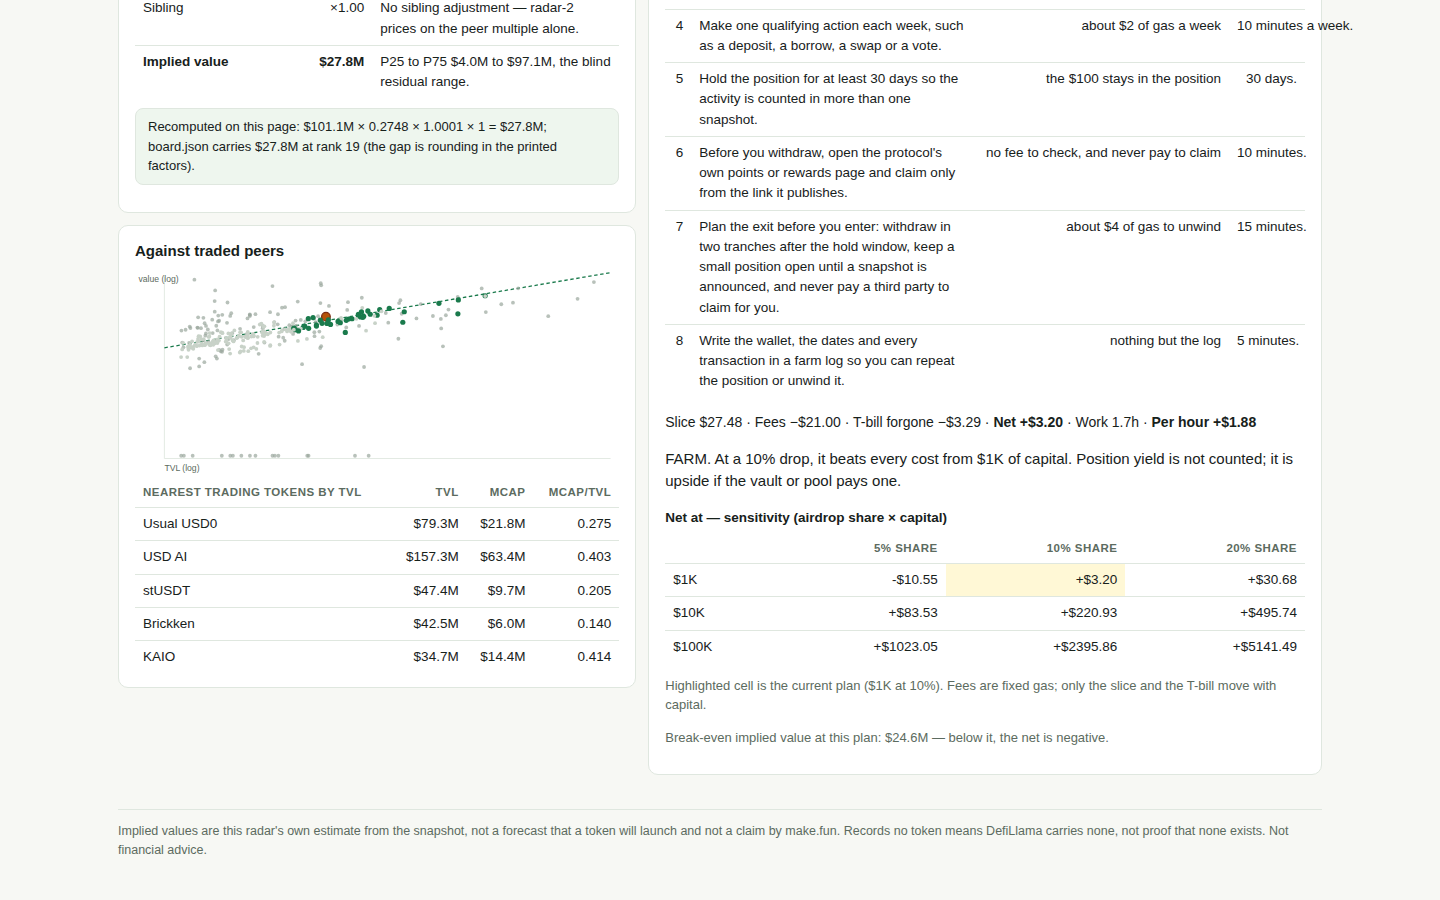 Sibling ×1.00 No sibling adjustment — radar-2
prices on the peer multiple alone.
Implied value $27.8M P25 to P75 $4.0M to $97.1M, the blind
residual range.
Recomputed on this page: $101.1M × 0.2748 × 1.0001 × 1 = $27.8M;
board.json carries $27.8M at rank 19 (the gap is rounding in the printed
factors).
Against traded peers
value (log)
TVL (log)
NEAREST TRADING TOKENS BY TVL TVL MCAP MCAP/TVL
Usual USD0 $79.3M $21.8M 0.275
USD AI $157.3M $63.4M 0.403
stUSDT $47.4M $9.7M 0.205
Brickken $42.5M $6.0M 0.140
KAIO $34.7M $14.4M 0.414
4 Make one qualifying action each week, such about $2 of gas a week 10 minutes a week.
as a deposit, a borrow, a swap or a vote.
5 Hold the position for at least 30 days so the the $100 stays in the position 30 days.
activity is counted in more than one
snapshot.
6 Before you withdraw, open the protocol's no fee to check, and never pay to claim 10 minutes.
own points or rewards page and claim only
from the link it publishes.
7 Plan the exit before you enter: withdraw in about $4 of gas to unwind 15 minutes.
two tranches after the hold window, keep a
small position open until a snapshot is
announced, and never pay a third party to
claim for you.
8 Write the wallet, the dates and every nothing but the log 5 minutes.
transaction in a farm log so you can repeat
the position or unwind it.
Slice $27.48 · Fees −$21.00 · T-bill forgone −$3.29 · Net +$3.20 · Work 1.7h · Per hour +$1.88
FARM. At a 10% drop, it beats every cost from $1K of capital. Position yield is not counted; it is
upside if the vault or pool pays one.
Net at — sensitivity (airdrop share × capital)
5% SHARE 10% SHARE 20% SHARE
$1K -$10.55 +$3.20 +$30.68
$10K +$83.53 +$220.93 +$495.74
$100K +$1023.05 +$2395.86 +$5141.49
Highlighted cell is the current plan ($1K at 10%). Fees are fixed gas; only the slice and the T-bill move with
capital.
Break-even implied value at this plan: $24.6M — below it, the net is negative.
Implied values are this radar's own estimate from the snapshot, not a forecast that a token will launch and not a claim by make.fun. Records no token means DefiLlama carries none, not proof that none exists. Not
financial advice.